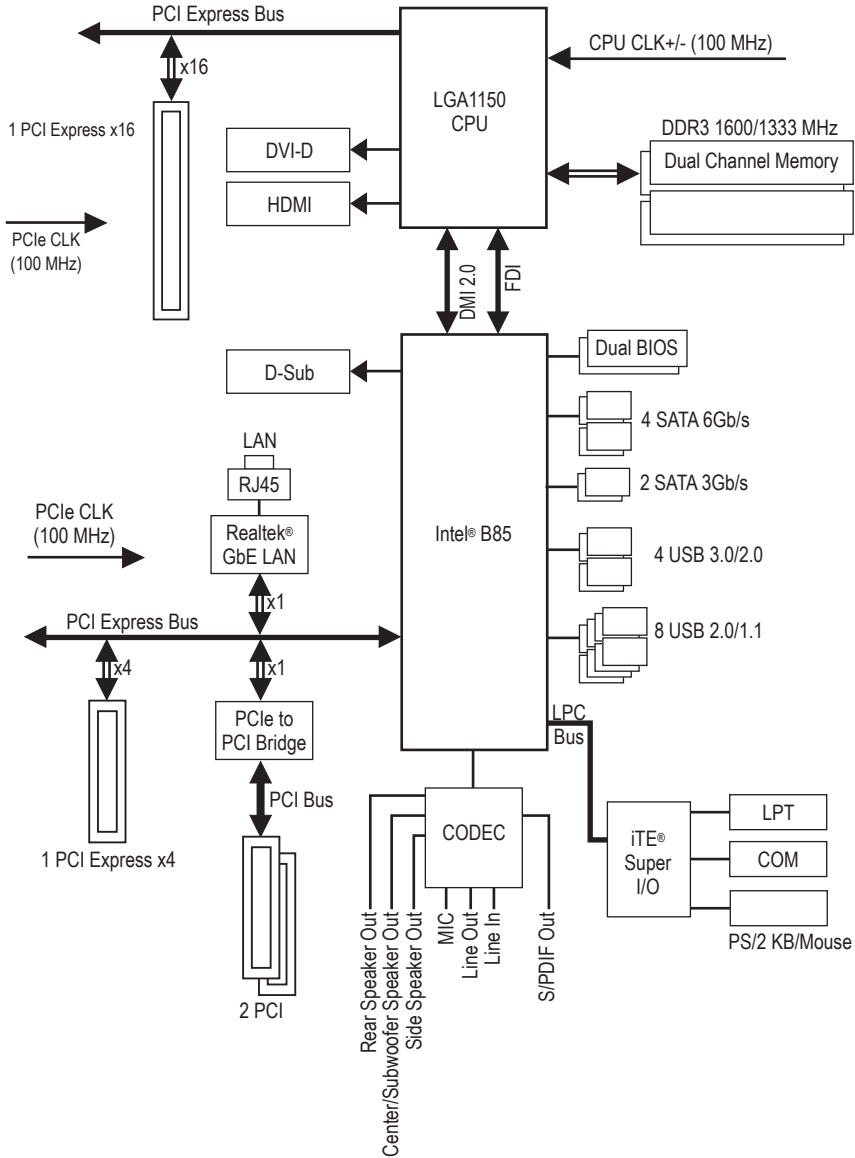 PCI Express Bus
x16
1 PCI Express x16
PCIe CLK
(100 MHz)
LGA1150
CPU
CPU CLK+/- (100 MHz)
DDR3 1600/1333 MHz
Dual Channel Memory
DVI-D
HDMI
DMI 2.0
FDI
D-Sub
Dual BIOS
4 SATA 6Gb/s
2 SATA 3Gb/s
4 USB 3.0/2.0
8 USB 2.0/1.1
Intel® B85
LAN
RJ45
Realtek®
GbE LAN
PCIe CLK
(100 MHz)
x1
PCI Express Bus
x4
x1
PCIe to
PCI Bridge
PCI Bus
1 PCI Express x4
2 PCI
LPC
Bus
CODEC
iTE®
Super
I/O
LPT
COM
PS/2 KB/Mouse
Rear Speaker Out
Center/Subwoofer Speaker Out
Side Speaker Out
MIC
Line Out
Line In
S/PDIF Out